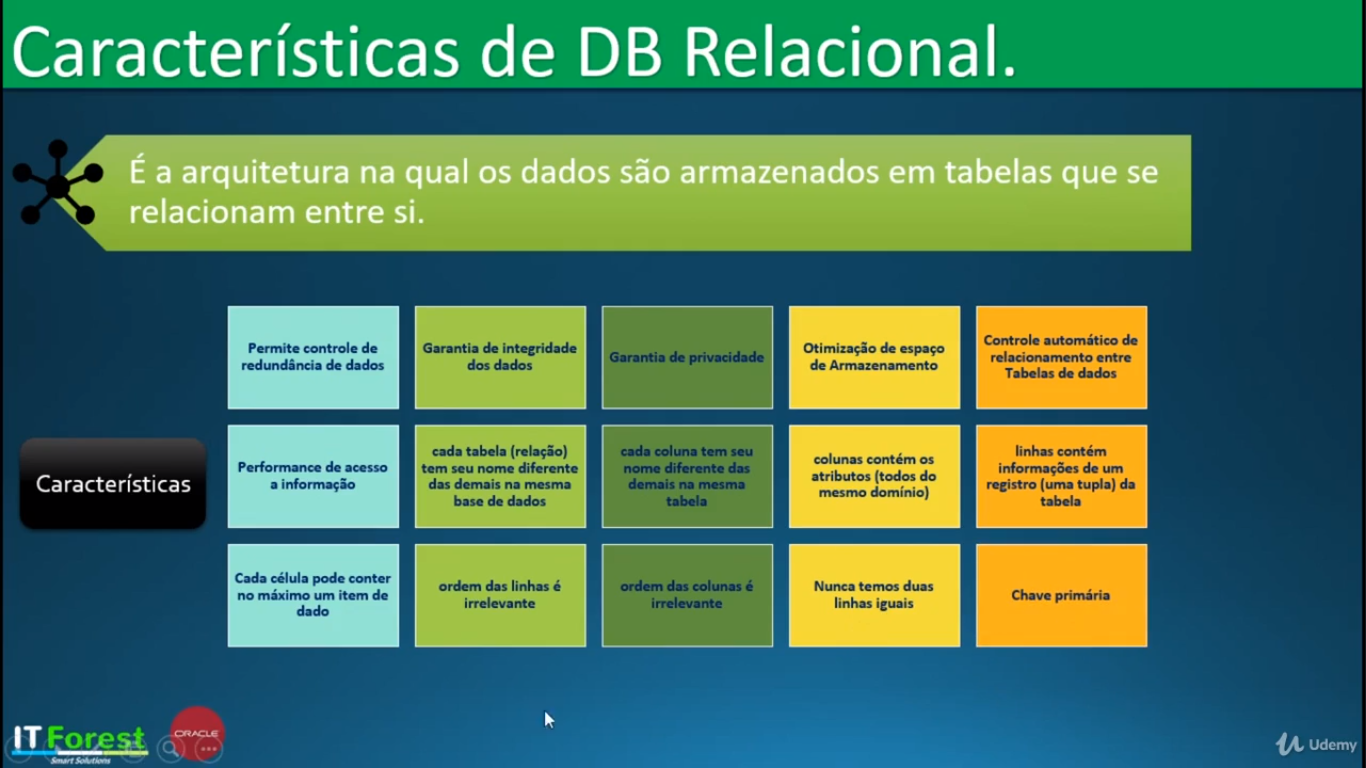 Características de DB Relacional.
É a arquitetura na qual os dados são armazenados em tabelas que se
relacionam entre si.
Características
Permite controle de
redundância de dados
Garantia de integridade
dos dados
Garantia de privacidade
Otimização de espaço
de Armazenamento
Controle automático de
relacionamento entre
Tabelas de dados
Performance de acesso
a informação
cada tabela (relação)
tem seu nome diferente
das demais na mesma
base de dados
cada coluna tem seu
nome diferente das
demais na mesma
tabela
colunas contém os
atributos (todos do
mesmo domínio)
linhas contém
informações de um
registro (uma tupla) da
tabela
Cada célula pode conter
no máximo um item de
dado
ordem das linhas é
irrelevante
ordem das colunas é
irrelevante
Nunca temos duas
linhas iguais
Chave primária
IT Forest
Smart Solutions
ORACLE
Udemy